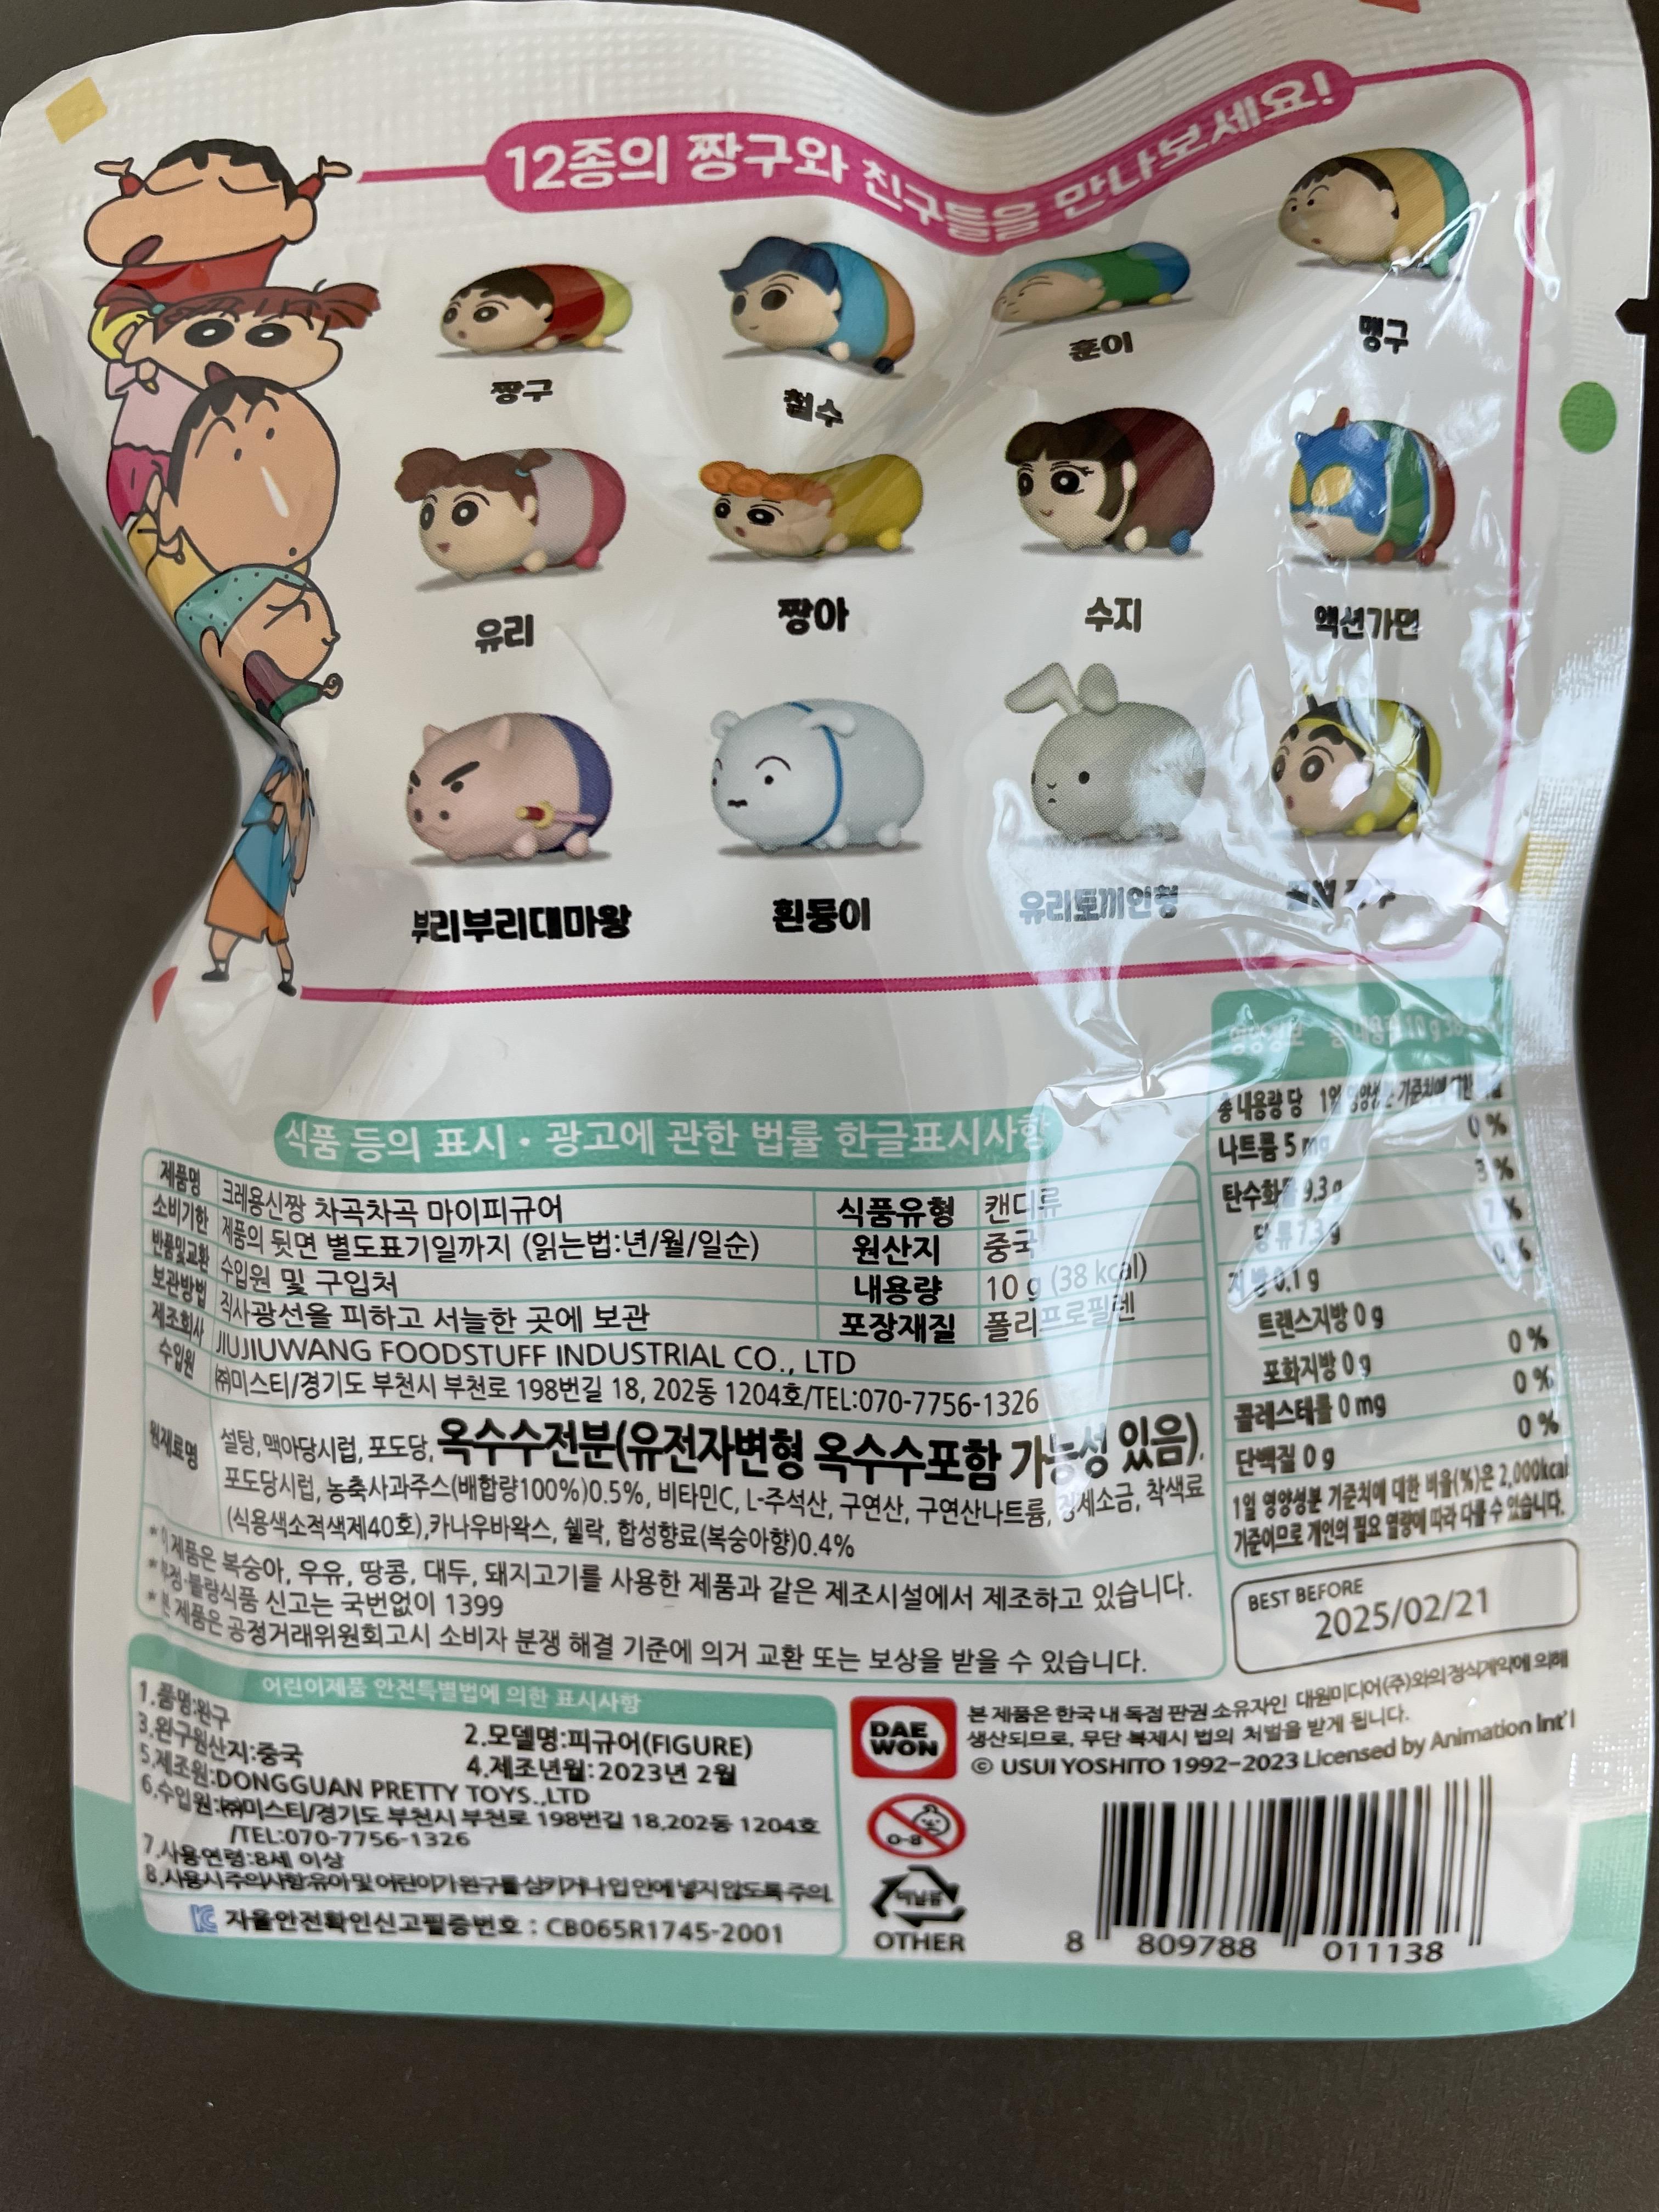 12종의 짱구와 친구들을 만나보세요!
짱구
철수
훈이
맹구
유리
짱아
수지
액션가면
부리부리대마왕
흰둥이
유리토끼인형
짱구
식품 등의 표시·광고에 관한 법률 한글표시사항
제품명 크레용신짱 차곡차곡 마이피규어 식품유형 캔디류
소비기한 제품의 뒷면 별도표기일까지 (읽는법:년/월/일순) 원산지 중국
반품및교환 수입원 및 구입처 내용량 10 g (38 kcal)
보관방법 직사광선을 피하고 서늘한 곳에 보관 포장재질 폴리프로필렌
제조회사 JIUJIUWANG FOODSTUFF INDUSTRIAL CO., LTD
수입원 ㈜미스티/경기도 부천시 부천로 198번길 18, 202동 1204호/TEL:070-7756-1326
원재료명 설탕, 맥아당시럽, 포도당, 옥수수전분(유전자변형 옥수수포함 가능성 있음),
포도당시럽, 농축사과주스(배합량100%)0.5%, 비타민C, L-주석산, 구연산, 구연산나트륨, 정제소금, 착색료
(식용색소적색제40호),카나우바왁스, 쉘락, 합성향료(복숭아향)0.4%
* 이 제품은 복숭아, 우유, 땅콩, 대두, 돼지고기를 사용한 제품과 같은 제조시설에서 제조하고 있습니다.
* 부정·불량식품 신고는 국번없이 1399
* 본 제품은 공정거래위원회고시 소비자 분쟁 해결 기준에 의거 교환 또는 보상을 받을 수 있습니다.
영양정보 총 내용량 10 g
총 내용량 당 1일 영양성분 기준치에 대한
나트륨 5 mg 0 %
탄수화물 9.3 g 3 %
당류 7.3 g 7 %
지방 0.1 g 0 %
트랜스지방 0 g
포화지방 0 g 0 %
콜레스테롤 0 mg 0 %
단백질 0 g 0 %
1일 영양성분 기준치에 대한 비율(%)은 2,000kcal
기준이므로 개인의 필요 열량에 따라 다를 수 있습니다.
BEST BEFORE
2025/02/21
어린이제품 안전특별법에 의한 표시사항
1.품명:완구
2.모델명:피규어(FIGURE)
3.완구원산지:중국
4.제조년월:2023년 2월
5.제조원:DONGGUAN PRETTY TOYS.,LTD
6.수입원:㈜미스티/경기도 부천시 부천로 198번길 18,202동 1204호
/TEL:070-7756-1326
7.사용연령:8세 이상
8.사용시주의사항:유아 및 어린이가 완구를 삼키거나 입 안에 넣지 않도록 주의.
자율안전확인신고필증번호 : CB065R1745-2001
DAE
WON
본 제품은 한국 내 독점 판권 소유자인 대원미디어(주)와의 정식계약에 의해
생산되므로, 무단 복제시 법의 처벌을 받게 됩니다.
© USUI YOSHITO 1992-2023 Licensed by Animation Int'l
0-8
비닐류
OTHER
8 809788 011138